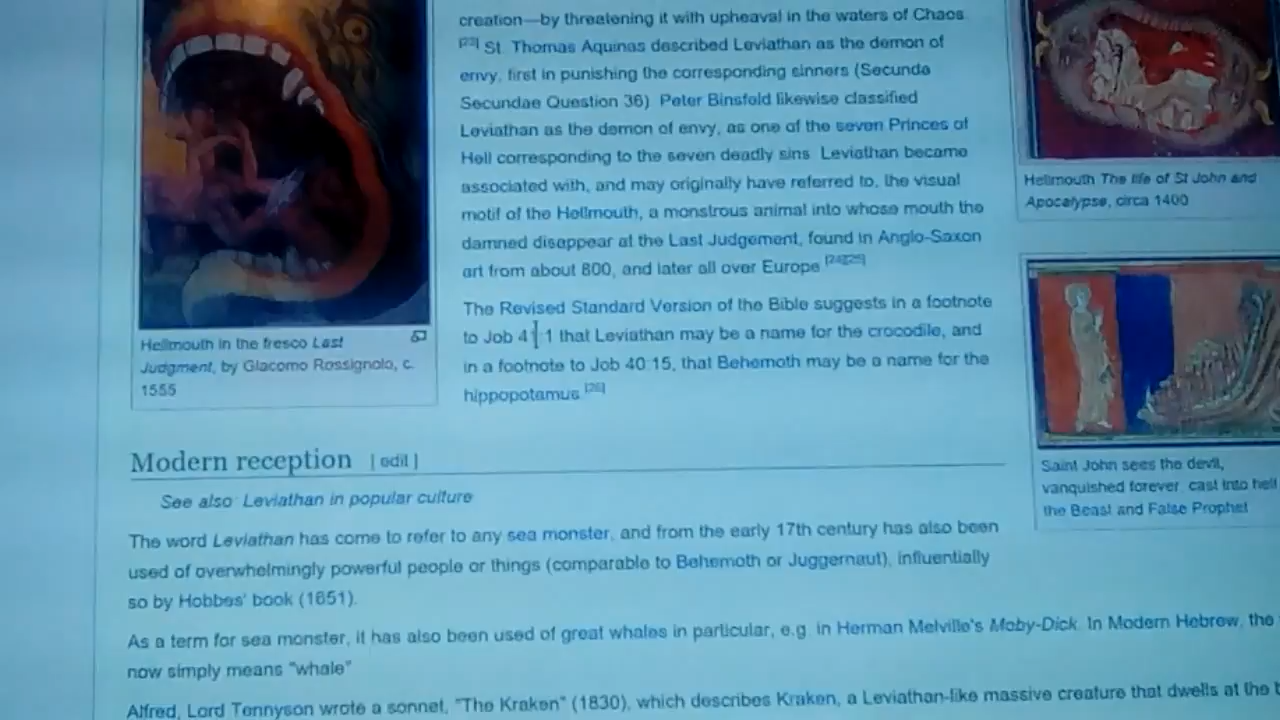 creation—by threatening it with upheaval in the waters of Chaos
[23] St. Thomas Aquinas described Leviathan as the demon of
envy, first in punishing the corresponding sinners (Secunda
Secundae Question 36). Peter Binsfeld likewise classified
Leviathan as the demon of envy, as one of the seven Princes of
Hell corresponding to the seven deadly sins. Leviathan became
associated with, and may originally have referred to, the visual
motif of the Hellmouth, a monstrous animal into whose mouth the
damned disappear at the Last Judgement, found in Anglo-Saxon
art from about 800, and later all over Europe.[24][25]
The Revised Standard Version of the Bible suggests in a footnote
to Job 41:1 that Leviathan may be a name for the crocodile, and
in a footnote to Job 40:15, that Behemoth may be a name for the
hippopotamus.[26]
Hellmouth in the fresco Last
Judgment, by Giacomo Rossignolo, c.
1555
Hellmouth The life of St John and
Apocalypse, circa 1400
Saint John sees the devil,
vanquished forever, cast into hell
the Beast and False Prophet
Modern reception [edit]
See also: Leviathan in popular culture
The word Leviathan has come to refer to any sea monster, and from the early 17th century has also been
used of overwhelmingly powerful people or things (comparable to Behemoth or Juggernaut), influentially
so by Hobbes' book (1651).
As a term for sea monster, it has also been used of great whales in particular, e.g. in Herman Melville's Moby-Dick. In Modern Hebrew, the
now simply means "whale"
Alfred, Lord Tennyson wrote a sonnet, "The Kraken" (1830), which describes Kraken, a Leviathan-like massive creature that dwells at the